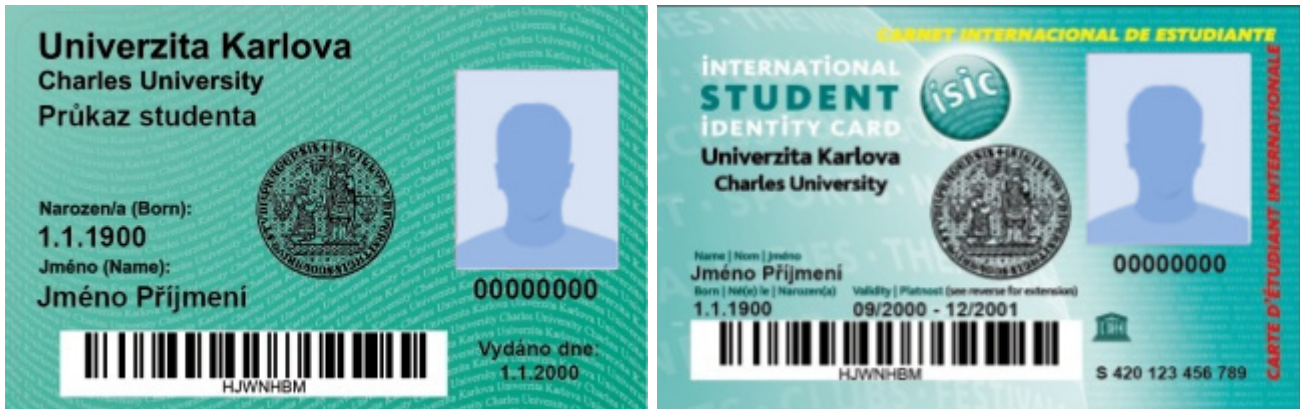 Univerzita Karlova
Charles University
Průkaz studenta
Narozen/a (Born):
1.1.1900
Jméno (Name):
Jméno Příjmení
00000000
HJWNHBM
Vydáno dne:
1.1.2000
CARNET INTERNACIONAL DE ESTUDIANTE
INTERNATIONAL
STUDENT
IDENTITY CARD
isic
Univerzita Karlova
Charles University
Name | Nom | Jméno
Jméno Příjmení
Born | Né(e) le | Narozen(a)
1.1.1900
Validity | Platnost (see reverse for extension)
09/2000 - 12/2001
00000000
HJWNHBM
S 420 123 456 789
CARTE D'ÉTUDIANT INTERNATIONALE